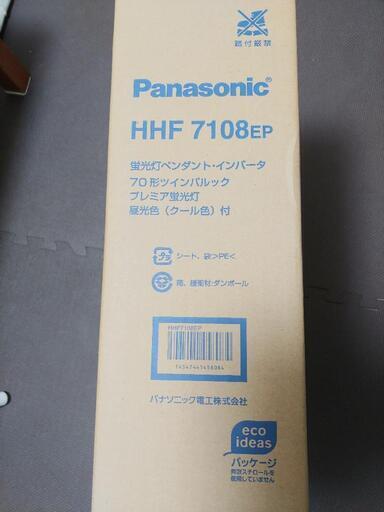 踏付厳禁
Panasonic®
HHF 7108EP
蛍光灯ペンダント・インバータ
70形ツインパルック
プレミア蛍光灯
昼光色（クール色）付
プラ
シート、袚>PE<
箱、緩衝材:ダンボール
HHF7108EP
パナソニック電工株式会社
eco
ideas
パッケージ
発泡スチロールを
使用していません